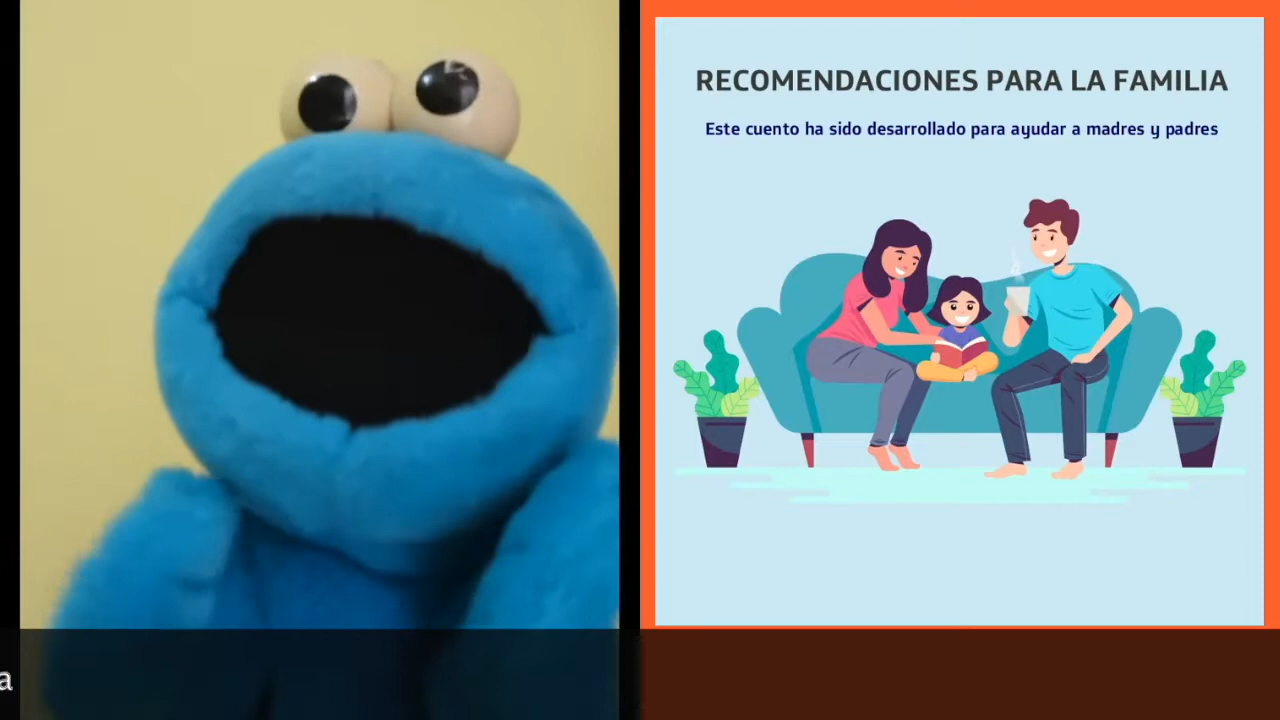 RECOMENDACIONES PARA LA FAMILIA
Este cuento ha sido desarrollado para ayudar a madres y padres
a